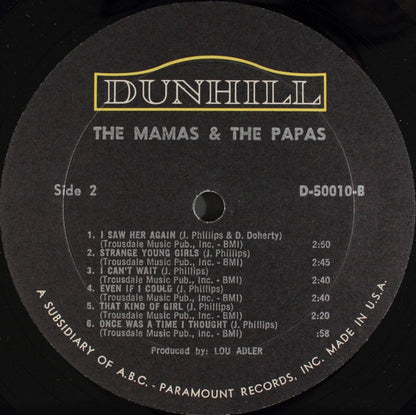 DUNHILL
THE MAMAS & THE PAPAS
Side 2 D-50010-B
1. I SAW HER AGAIN (J. Phillips & D. Doherty)
(Trousdale Music Pub., Inc. - BMI) 2:50
2. STRANGE YOUNG GIRLS (J. Phillips)
(Trousdale Music Pub., Inc. - BMI) 2:45
3. I CAN'T WAIT (J. Phillips)
(Trousdale Music Pub., Inc. - BMI) 2:40
4. EVEN IF I COULD (J. Phillips)
(Trousdale Music Pub., Inc. - BMI) 2:40
5. THAT KIND OF GIRL (J. Phillips)
(Trousdale Music Pub., Inc. - BMI) 2:20
6. ONCE WAS A TIME I THOUGHT (J. Phillips)
(Trousdale Music Pub., Inc. - BMI) :58
Produced by: LOU ADLER
A SUBSIDIARY OF A.B.C. - PARAMOUNT RECORDS, INC. MADE IN U.S.A.